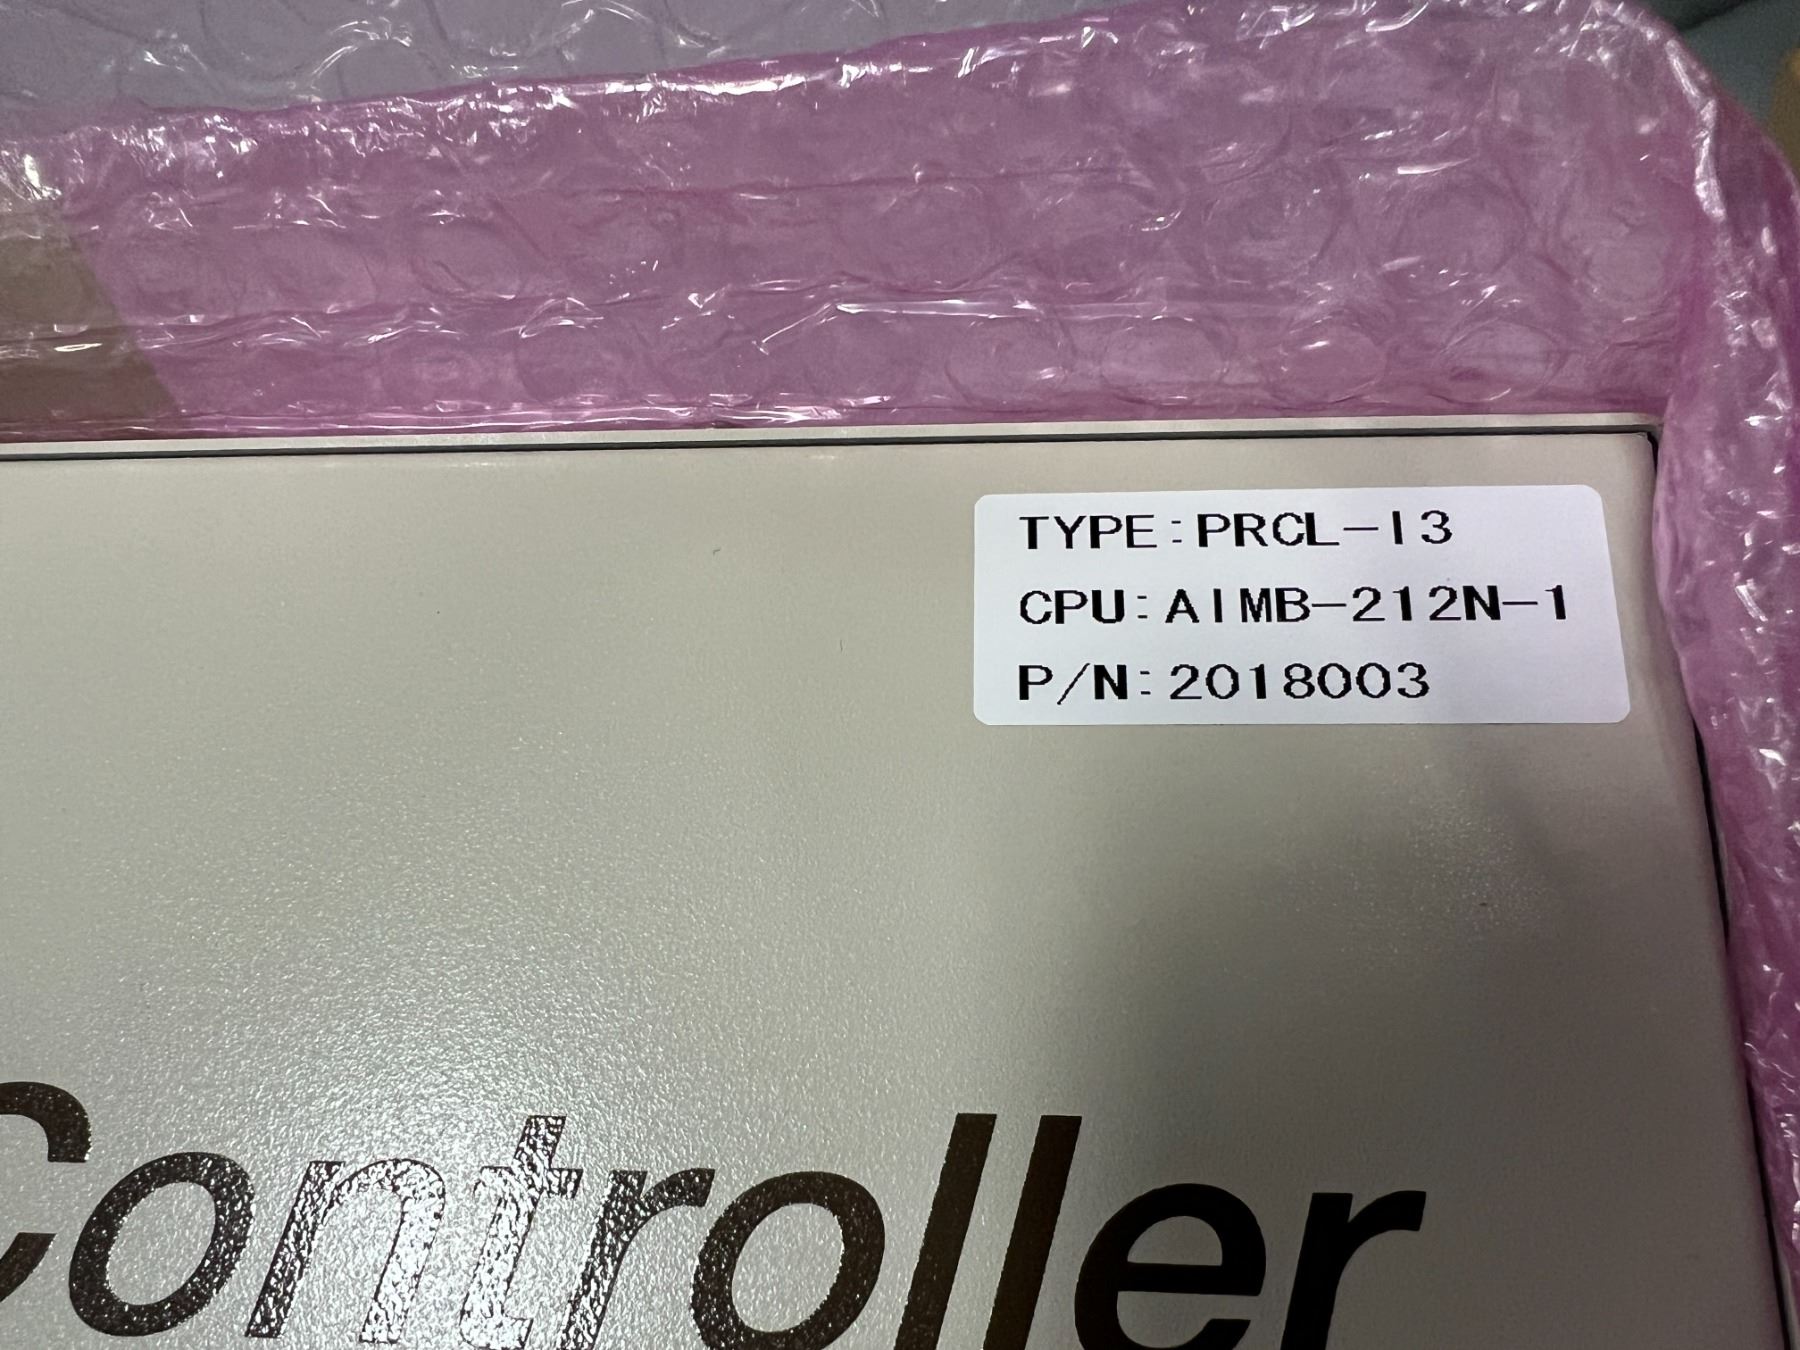 TYPE:PRCL-I3
CPU:AIMB-212N-1
P/N:2018003
Controller